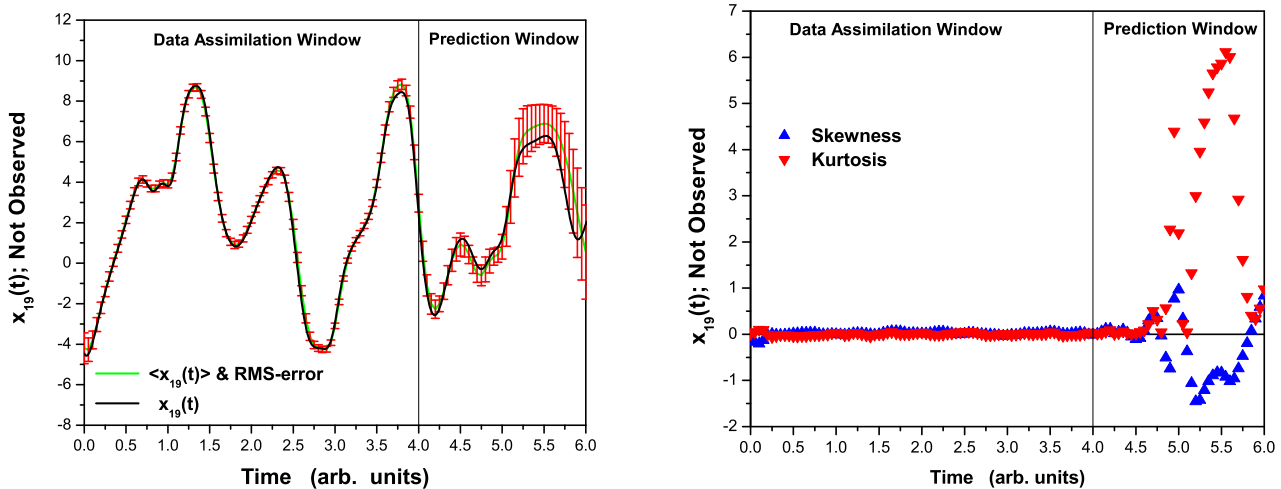 12
10
8
6
4
2
0
-2
-4
-6
-8
x19(t); Not Observed
Data Assimilation Window
Prediction Window
<x19(t)> & RMS-error
x19(t)
0.0 0.5 1.0 1.5 2.0 2.5 3.0 3.5 4.0 4.5 5.0 5.5 6.0
Time (arb. units)
7
6
5
4
3
2
1
0
-1
-2
x19(t); Not Observed
Data Assimilation Window
Prediction Window
Skewness
Kurtosis
0.0 0.5 1.0 1.5 2.0 2.5 3.0 3.5 4.0 4.5 5.0 5.5 6.0
Time (arb. units)